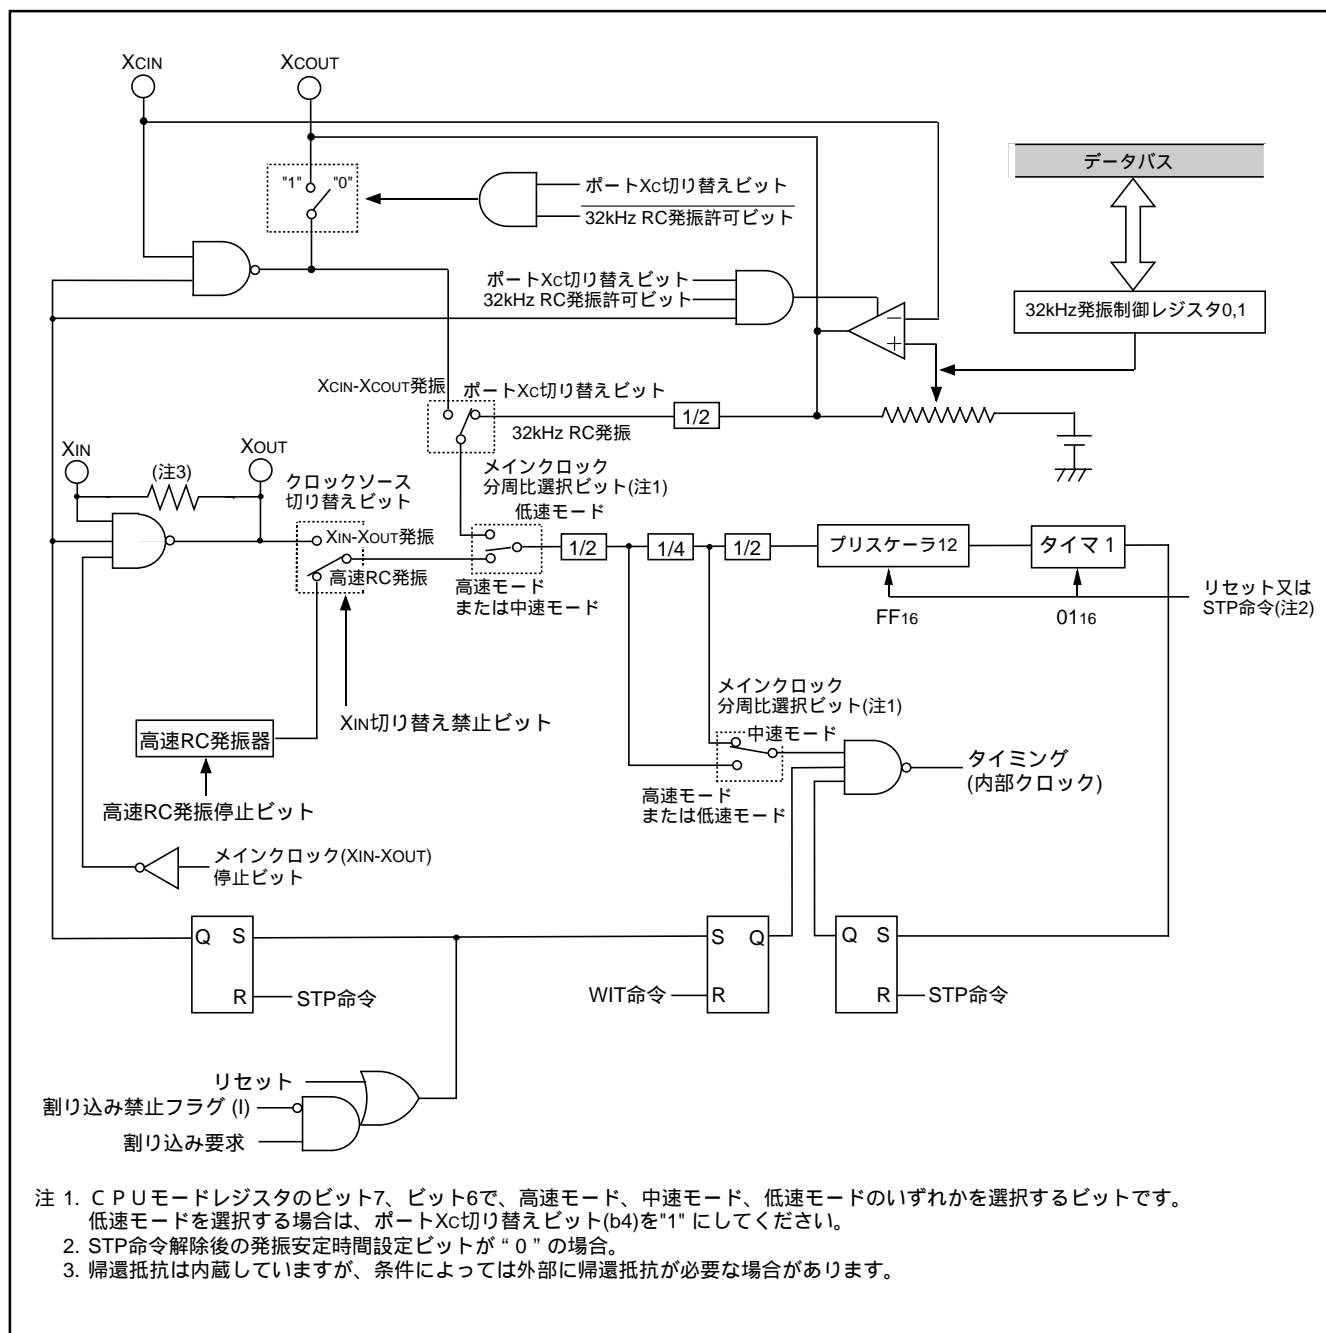 XCIN
XCOUT
データバス
"1"
"0"
ポートXC切り替えビット
32kHz RC発振許可ビット
ポートXC切り替えビット
32kHz RC発振許可ビット
−
+
32kHz発振制御レジスタ0,1
XCIN-XCOUT発振
ポートXC切り替えビット
1/2
32kHz RC発振
XIN
XOUT
(注3)
クロックソース
切り替えビット
メインクロック
分周比選択ビット(注1)
低速モード
XIN-XOUT発振
高速RC発振
1/2
1/4
1/2
プリスケーラ12
タイマ 1
高速モード
または中速モード
リセット又は
STP命令(注2)
FF16
0116
メインクロック
分周比選択ビット(注1)
中速モード
XIN切り替え禁止ビット
高速RC発振器
タイミング
(内部クロック)
高速モード
または低速モード
高速RC発振停止ビット
メインクロック(XIN-XOUT)
停止ビット
Q S
R
STP命令
S Q
R
WIT命令
Q S
R
STP命令
リセット
割り込み禁止フラグ (I)
割り込み要求
注 1. ＣＰＵモードレジスタのビット7、ビット6で、高速モード、中速モード、低速モードのいずれかを選択するビットです。
低速モードを選択する場合は、ポートXC切り替えビット(b4)を"1" にしてください。
2. STP命令解除後の発振安定時間設定ビットが “ 0 ” の場合。
3. 帰還抵抗は内蔵していますが、条件によっては外部に帰還抵抗が必要な場合があります。